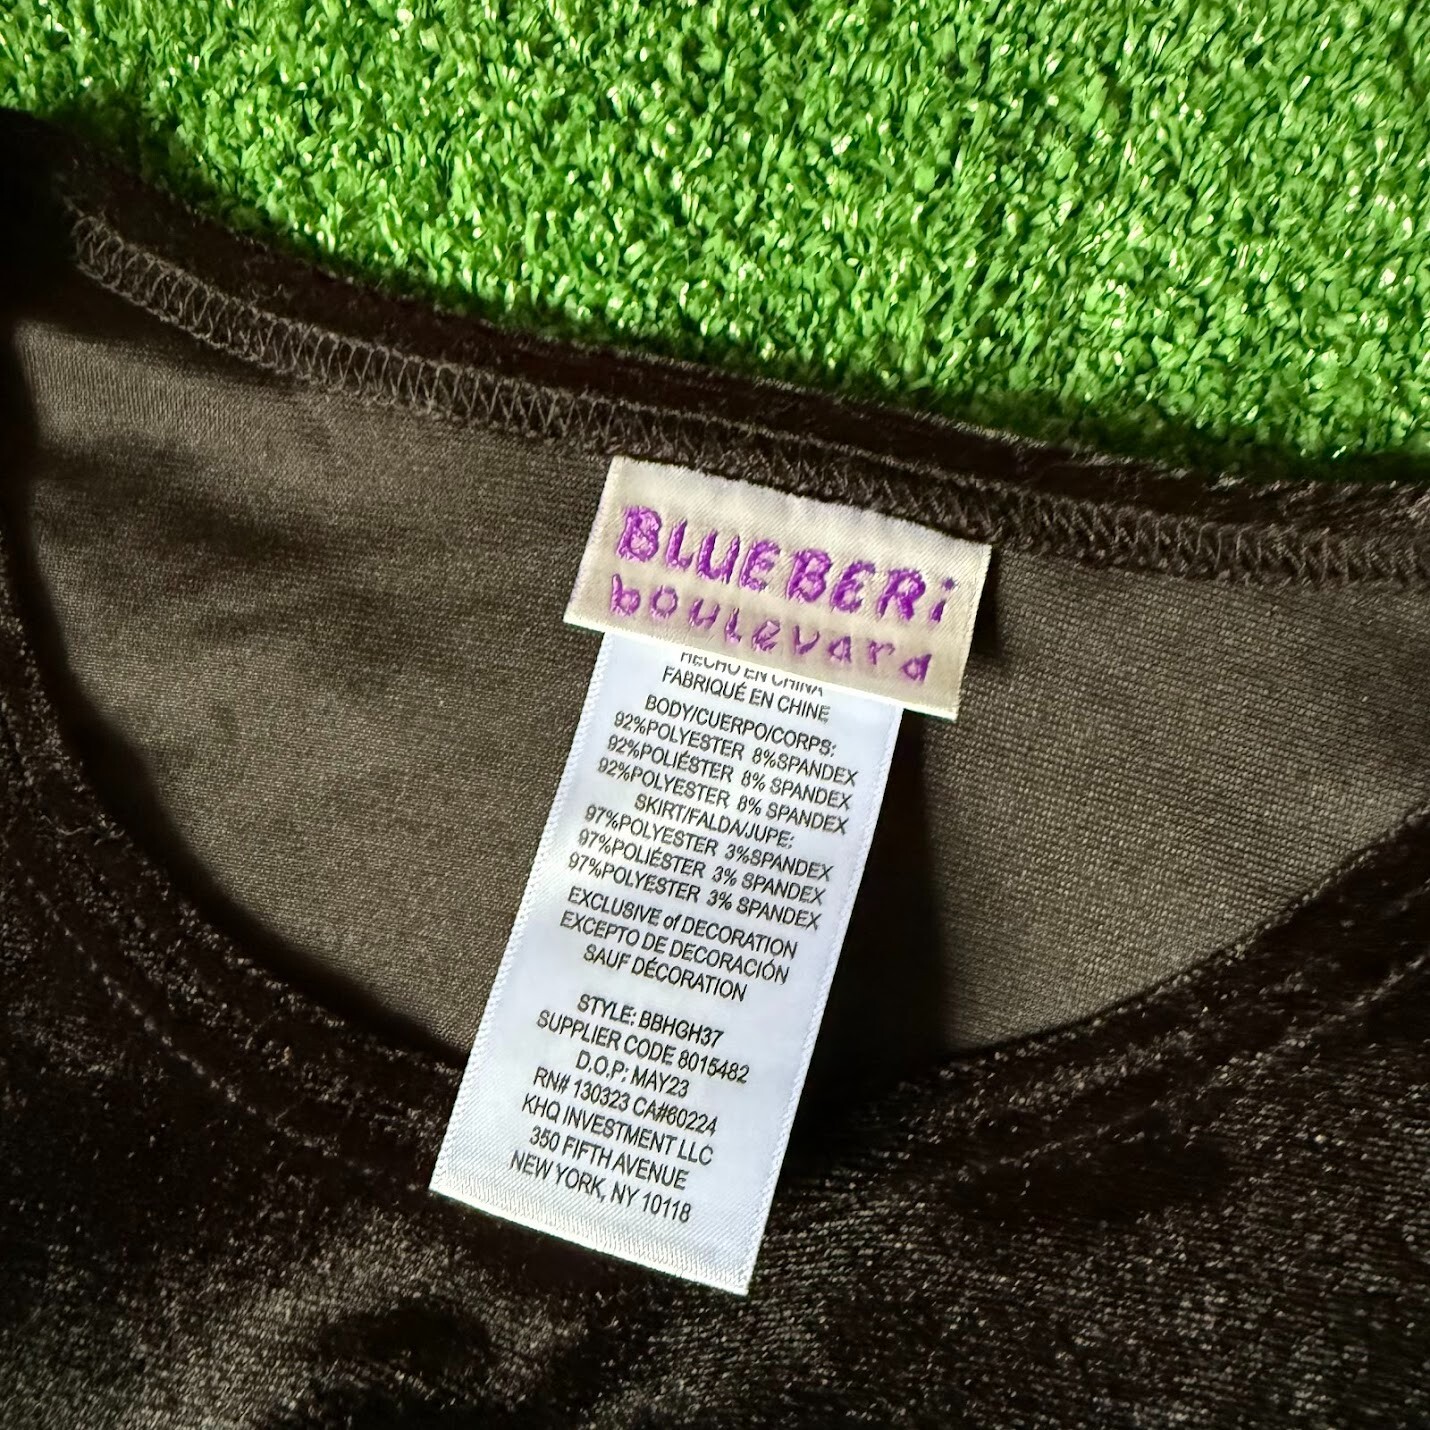 BLUEBERi
boulevard
HECHO EN CHINA
FABRIQUÉ EN CHINE
BODY/CUERPO/CORPS:
92%POLYESTER 8%SPANDEX
92%POLIÉSTER 8% SPANDEX
92%POLYESTER 8% SPANDEX
SKIRT/FALDA/JUPE:
97%POLYESTER 3%SPANDEX
97%POLIÉSTER 3% SPANDEX
97%POLYESTER 3% SPANDEX
EXCLUSIVE of DECORATION
EXCEPTO DE DECORACIÓN
SAUF DÉCORATION
STYLE: BBHGH37
SUPPLIER CODE 8015482
D.O.P: MAY23
RN# 130323 CA#60224
KHQ INVESTMENT LLC
350 FIFTH AVENUE
NEW YORK, NY 10118